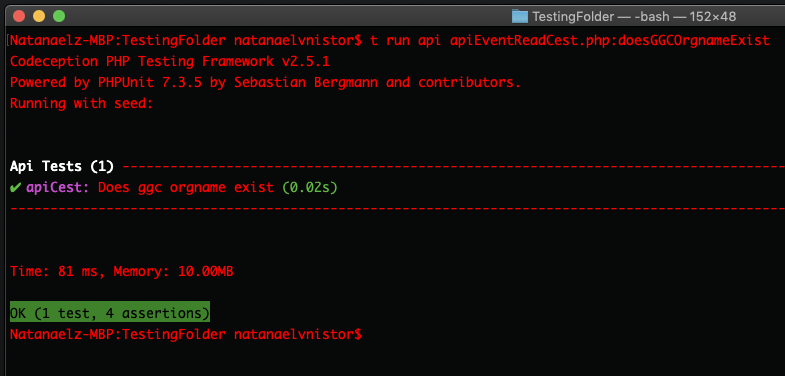 TestingFolder — -bash — 152×48
[Natanaelz-MBP:TestingFolder natanaelvnistor$ t run api apiEventReadCest.php:doesGGCOrgnameExist
Codeception PHP Testing Framework v2.5.1
Powered by PHPUnit 7.3.5 by Sebastian Bergmann and contributors.
Running with seed:
Api Tests (1) --------------------------------------------------------------------------------
✔ apiCest: Does ggc orgname exist (0.02s)
------------------------------------------------------------------------------------------------
Time: 81 ms, Memory: 10.00MB
OK (1 test, 4 assertions)
Natanaelz-MBP:TestingFolder natanaelvnistor$